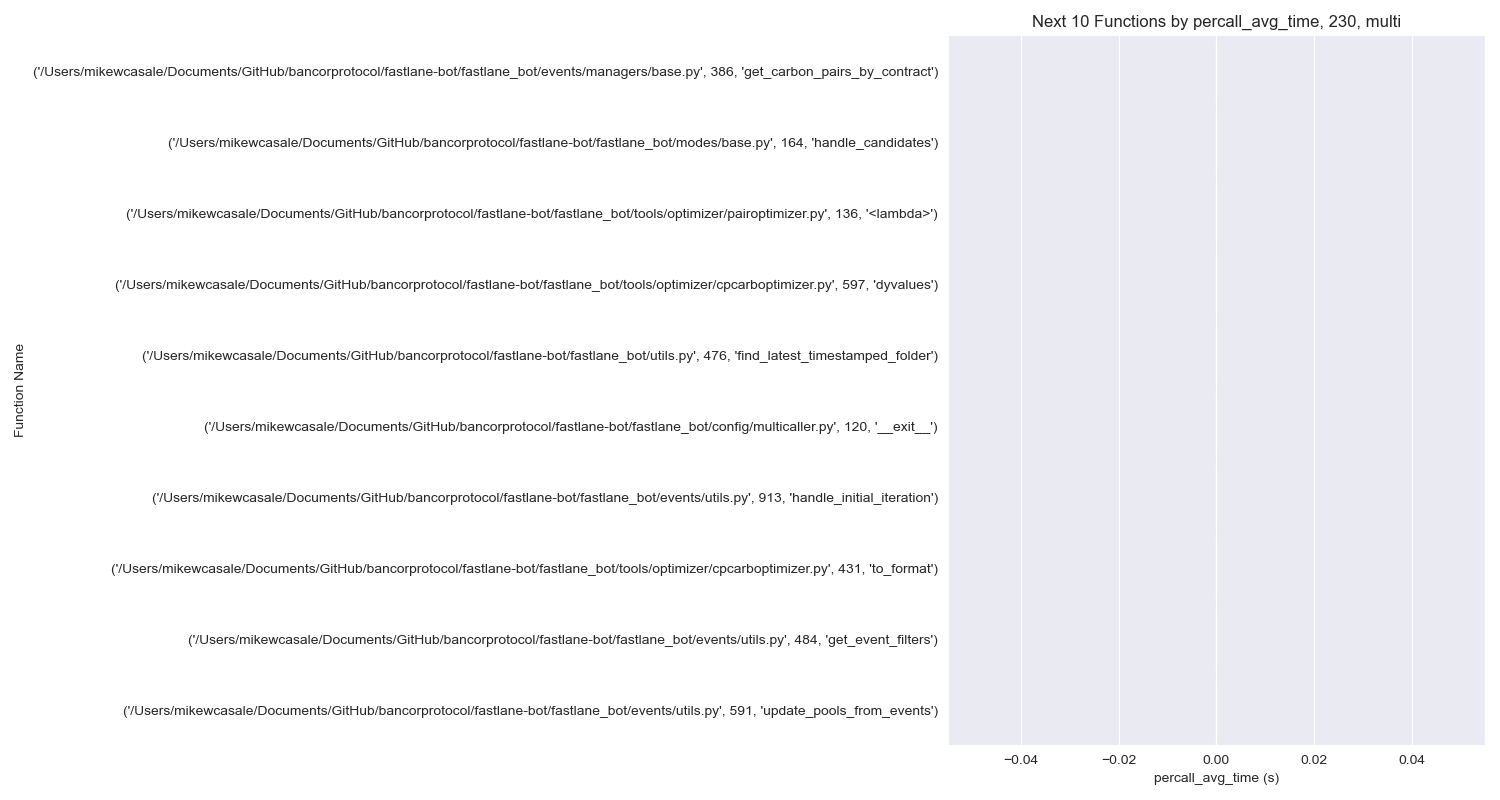 Next 10 Functions by percall_avg_time, 230, multi
('/Users/mikewcasale/Documents/GitHub/bancorprotocol/fastlane-bot/fastlane_bot/events/managers/base.py', 386, 'get_carbon_pairs_by_contract')
('/Users/mikewcasale/Documents/GitHub/bancorprotocol/fastlane-bot/fastlane_bot/modes/base.py', 164, 'handle_candidates')
('/Users/mikewcasale/Documents/GitHub/bancorprotocol/fastlane-bot/fastlane_bot/tools/optimizer/pairoptimizer.py', 136, '<lambda>')
('/Users/mikewcasale/Documents/GitHub/bancorprotocol/fastlane-bot/fastlane_bot/tools/optimizer/cpcarboptimizer.py', 597, 'dyvalues')
('/Users/mikewcasale/Documents/GitHub/bancorprotocol/fastlane-bot/fastlane_bot/utils.py', 476, 'find_latest_timestamped_folder')
('/Users/mikewcasale/Documents/GitHub/bancorprotocol/fastlane-bot/fastlane_bot/config/multicaller.py', 120, '__exit__')
('/Users/mikewcasale/Documents/GitHub/bancorprotocol/fastlane-bot/fastlane_bot/events/utils.py', 913, 'handle_initial_iteration')
('/Users/mikewcasale/Documents/GitHub/bancorprotocol/fastlane-bot/fastlane_bot/tools/optimizer/cpcarboptimizer.py', 431, 'to_format')
('/Users/mikewcasale/Documents/GitHub/bancorprotocol/fastlane-bot/fastlane_bot/events/utils.py', 484, 'get_event_filters')
('/Users/mikewcasale/Documents/GitHub/bancorprotocol/fastlane-bot/fastlane_bot/events/utils.py', 591, 'update_pools_from_events')
Function Name
−0.04 −0.02 0.00 0.02 0.04
percall_avg_time (s)